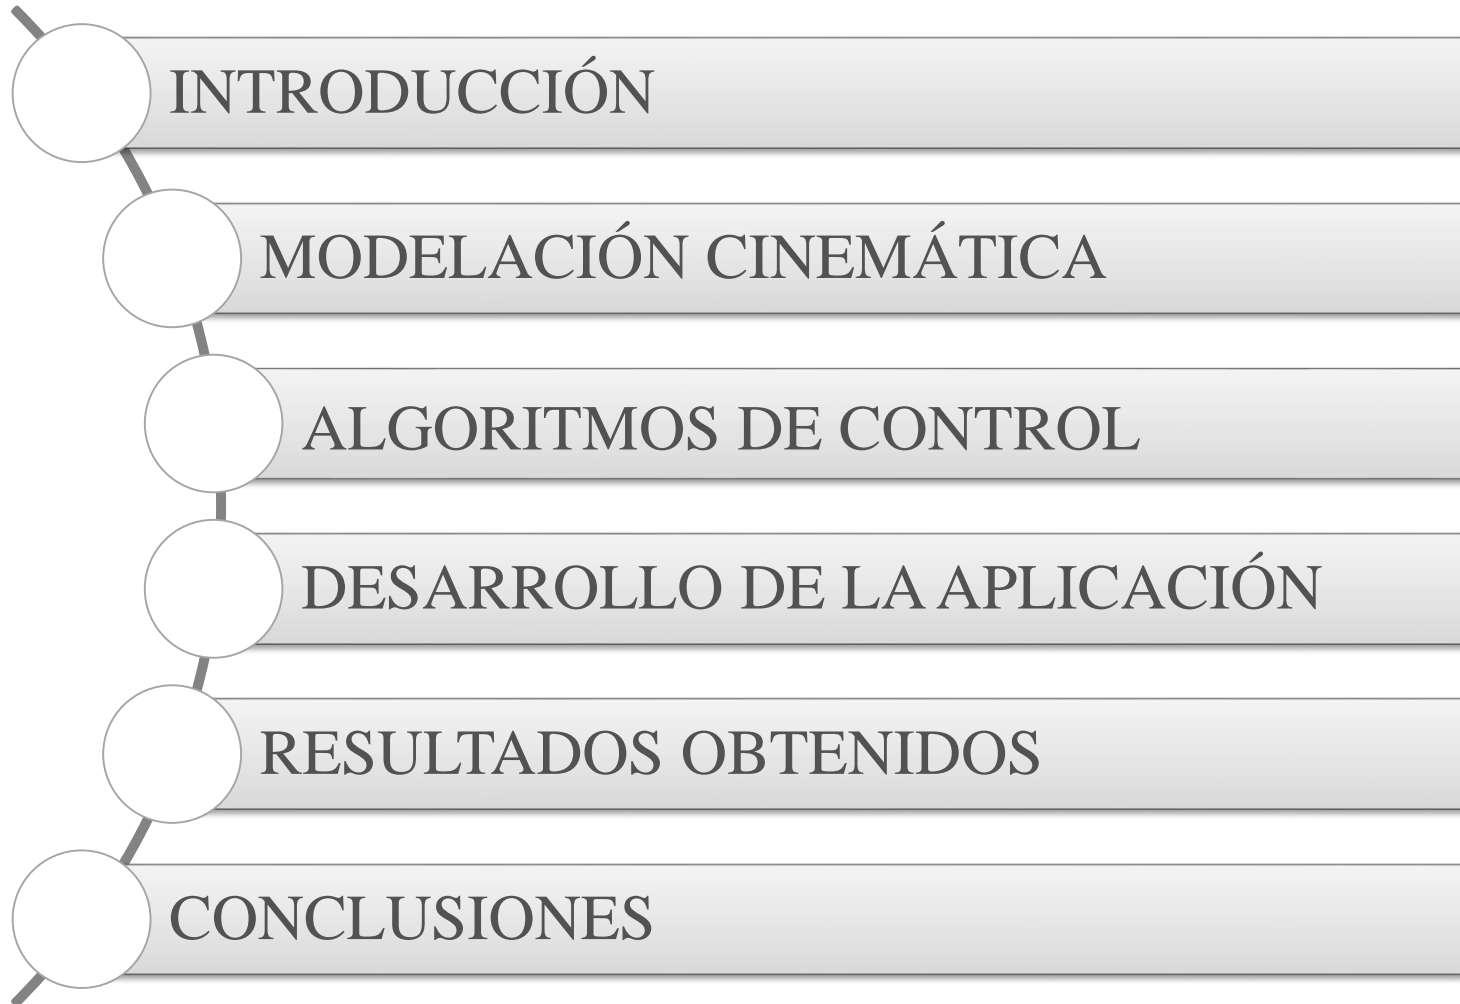 INTRODUCCIÓN
MODELACIÓN CINEMÁTICA
ALGORITMOS DE CONTROL
DESARROLLO DE LA APLICACIÓN
RESULTADOS OBTENIDOS
CONCLUSIONES